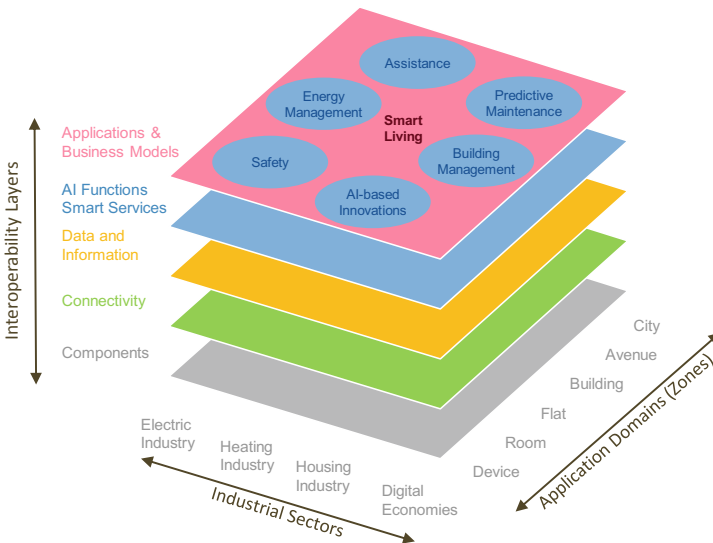 Assistance
Energy
Management
Predictive
Maintenance
Smart
Living
Safety
Building
Management
AI-based
Innovations
Interoperability Layers
Applications &
Business Models
AI Functions
Smart Services
Data and
Information
Connectivity
Components
Electric
Industry
Heating
Industry
Housing
Industry
Digital
Economies
Industrial Sectors
City
Avenue
Building
Flat
Room
Device
Application Domains (Zones)